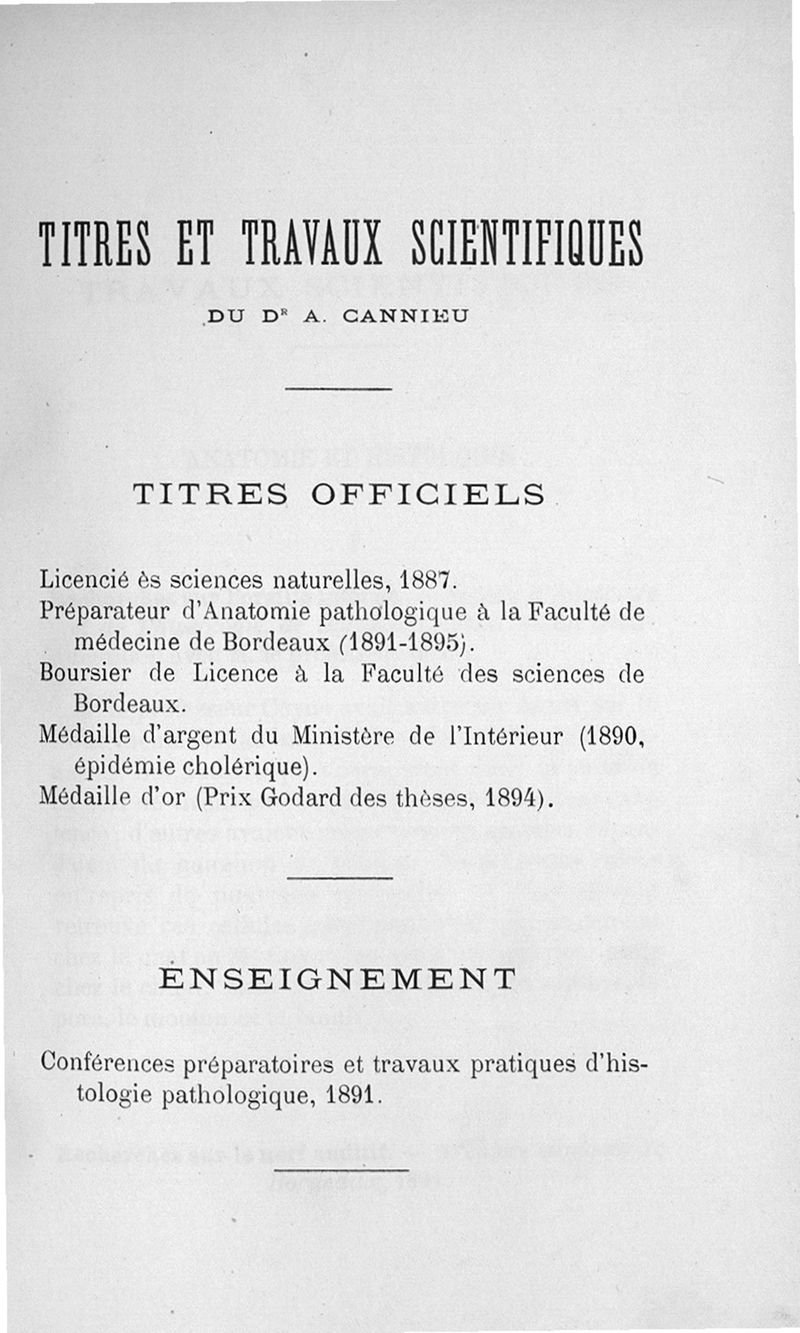 TITRES ET TRAVAUX SCIENTIFIQUES
DU Dʀ A. CANNIEU
TITRES OFFICIELS
Licencié ès sciences naturelles, 1887.
Préparateur d'Anatomie pathologique à la Faculté de
médecine de Bordeaux (1891-1895).
Boursier de Licence à la Faculté des sciences de
Bordeaux.
Médaille d'argent du Ministère de l'Intérieur (1890,
épidémie cholérique).
Médaille d'or (Prix Godard des thèses, 1894).
ENSEIGNEMENT
Conférences préparatoires et travaux pratiques d'his-
tologie pathologique, 1891.